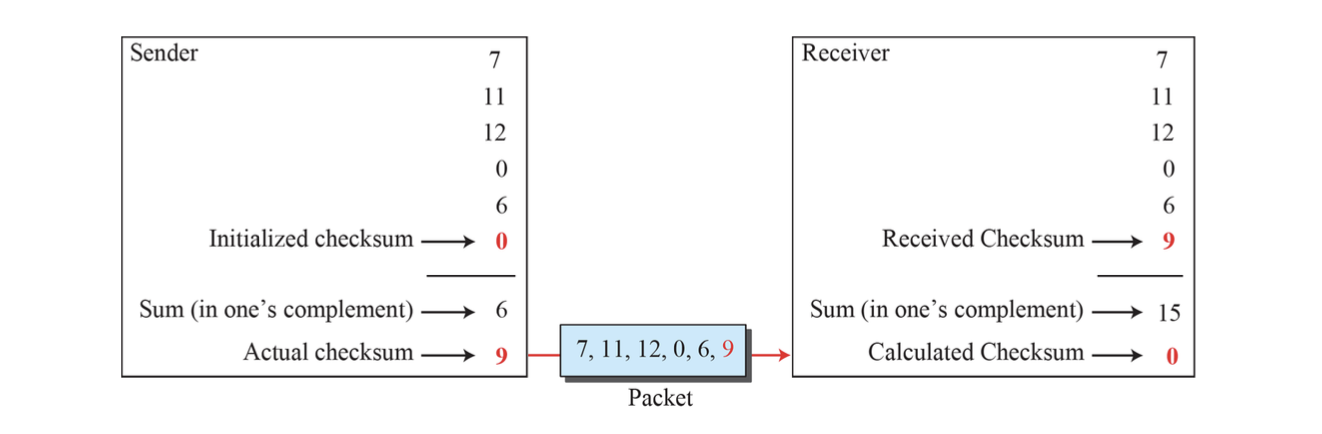 Sender
7
11
12
0
6
Initialized checksum 0
Sum (in one’s complement) 6
Actual checksum 9
7, 11, 12, 0, 6, 9
Packet
Receiver
7
11
12
0
6
Received Checksum 9
Sum (in one’s complement) 15
Calculated Checksum 0